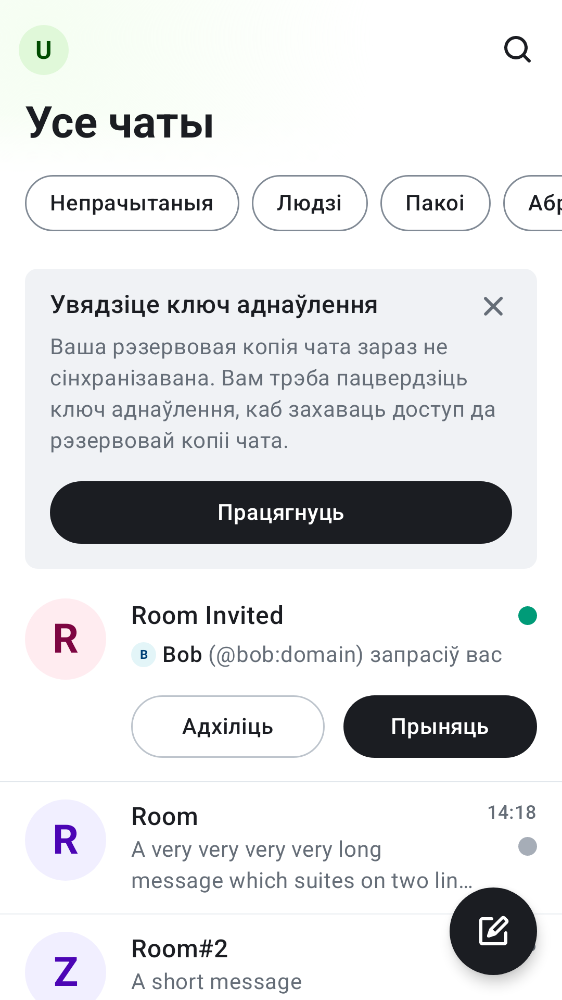 U
Усе чаты
Непрачытаныя Людзі Пакоі
Увядзіце ключ аднаўлення
Ваша рэзервовая копія чата зараз не
сінхранізавана. Вам трэба пацвердзіць
ключ аднаўлення, каб захаваць доступ да
рэзервовай копіі чата.
Працягнуць
R
Room Invited
B Bob (@bob:domain) запрасіў вас
Адхіліць Прыняць
R
Room 14:18
A very very very very long
message which suites on two lin…
Z
Room#2
A short message